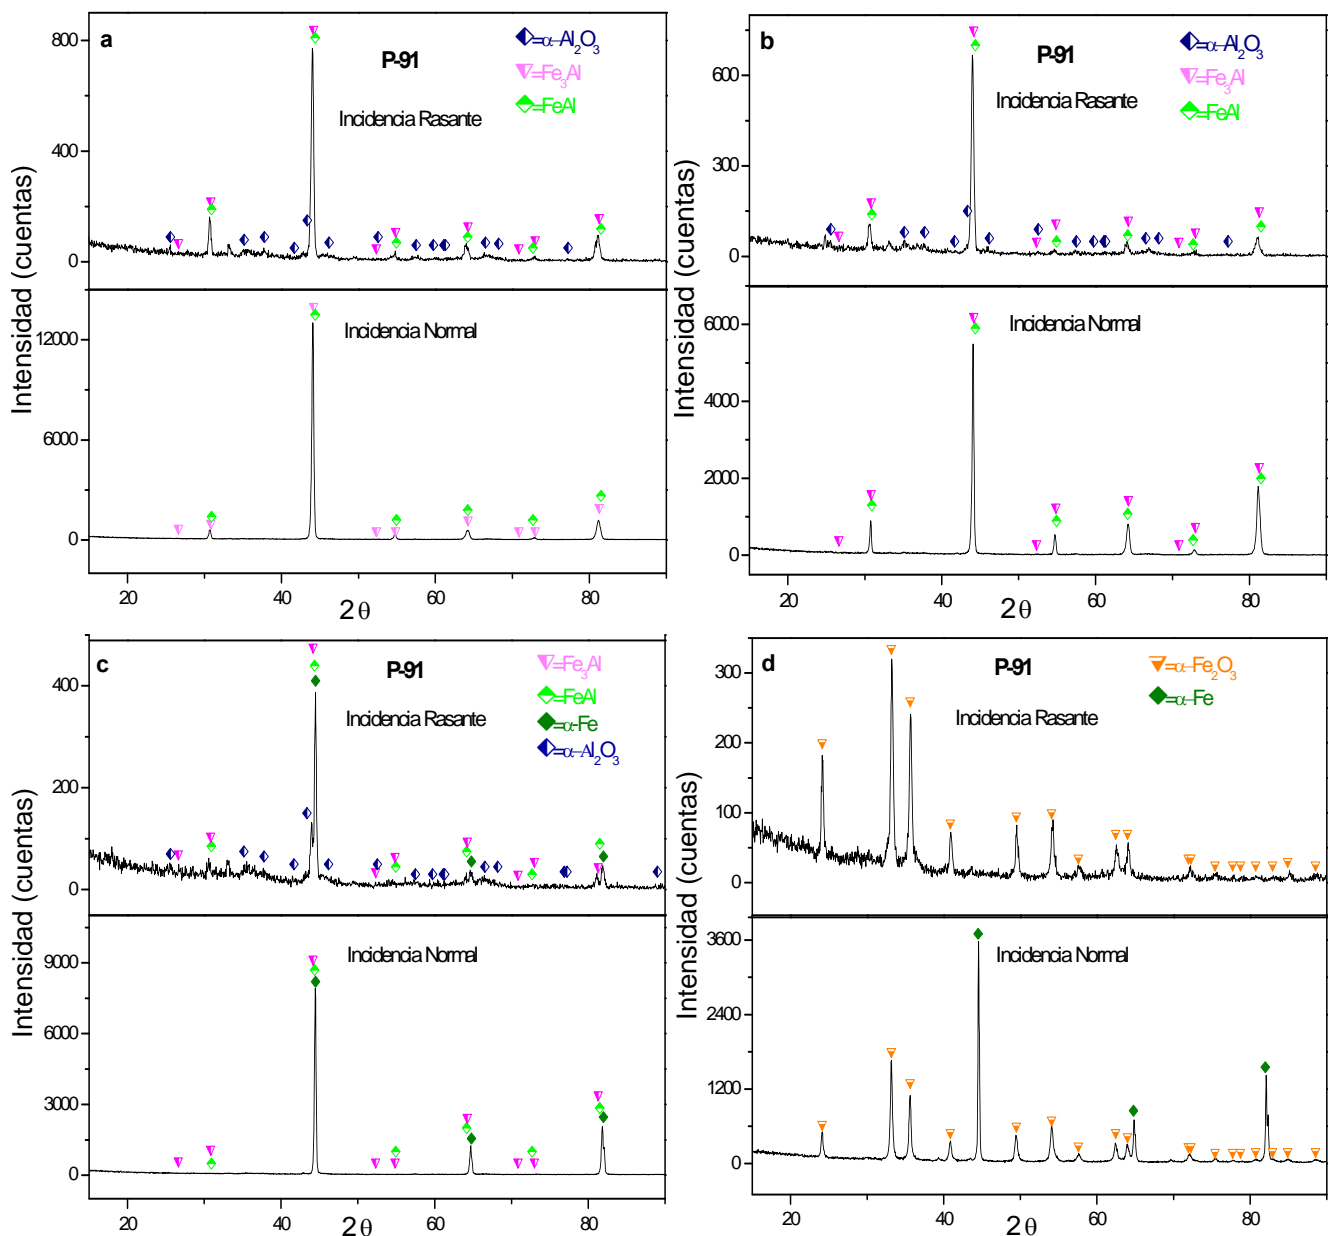 a
P-91
=α-Al2O3
=Fe3Al
=FeAl
Incidencia Rasante
800
400
0
Incidencia Normal
12000
6000
0
20 40 60 80
2θ
Intensidad (cuentas)
b
P-91
=α-Al2O3
=Fe3Al
=FeAl
Incidencia Rasante
600
300
0
Incidencia Normal
6000
4000
2000
0
20 40 60 80
2θ
Intensidad (cuentas)
c
P-91
=Fe3Al
=FeAl
=α-Fe
=α-Al2O3
Incidencia Rasante
400
200
0
Incidencia Normal
9000
6000
3000
0
20 40 60 80
2θ
Intensidad (cuentas)
d
P-91
=α-Fe2O3
=α-Fe
Incidencia Rasante
300
200
100
0
Incidencia Normal
3600
2400
1200
0
20 40 60 80
2θ
Intensidad (cuentas)